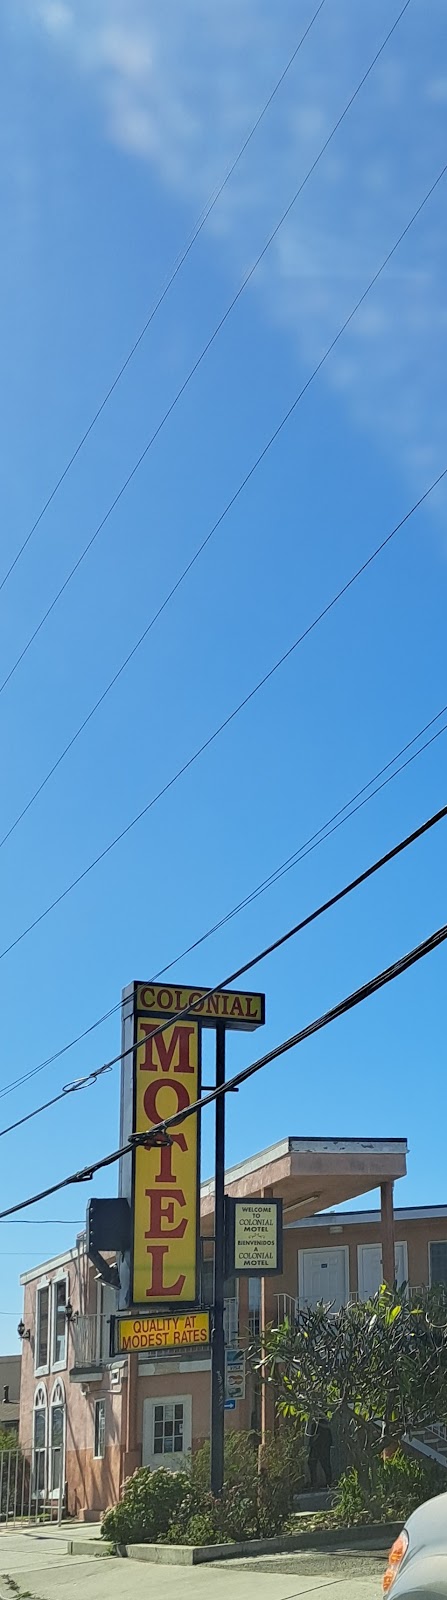 COLONIAL
MOTEL
QUALITY AT
MODEST RATES
WELCOME
TO
COLONIAL
MOTEL
BIENVENIDOS
A
COLONIAL
MOTEL